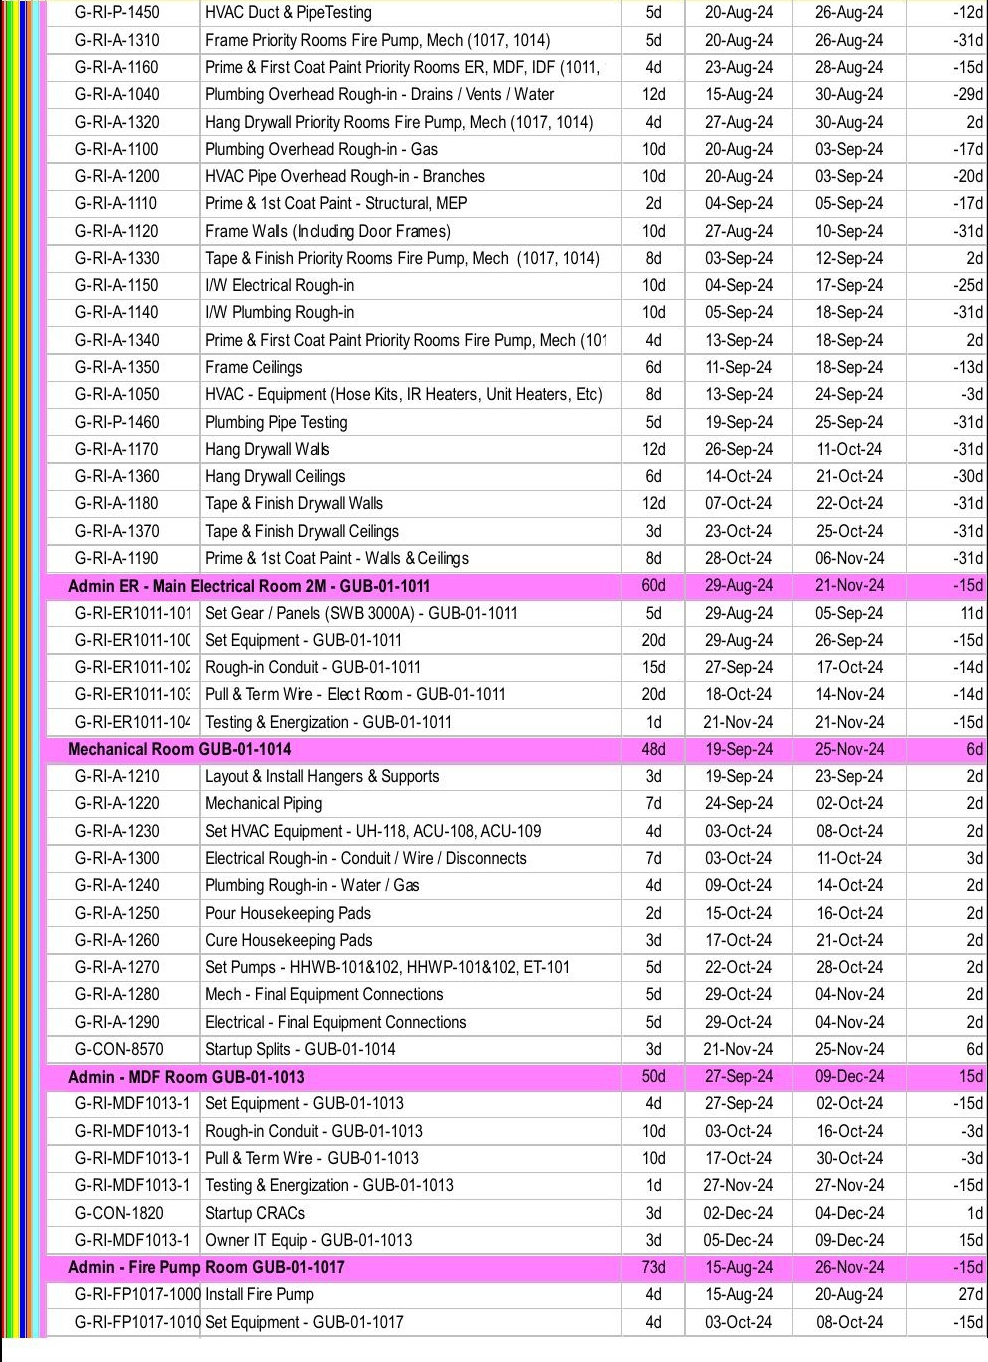 G-RI-P-1450 HVAC Duct & PipeTesting 5d 20-Aug-24 26-Aug-24 -12d
G-RI-A-1310 Frame Priority Rooms Fire Pump, Mech (1017, 1014) 5d 20-Aug-24 26-Aug-24 -31d
G-RI-A-1160 Prime & First Coat Paint Priority Rooms ER, MDF, IDF (1011, 4d 23-Aug-24 28-Aug-24 -15d
G-RI-A-1040 Plumbing Overhead Rough-in - Drains / Vents / Water 12d 15-Aug-24 30-Aug-24 -29d
G-RI-A-1320 Hang Drywall Priority Rooms Fire Pump, Mech (1017, 1014) 4d 27-Aug-24 30-Aug-24 2d
G-RI-A-1100 Plumbing Overhead Rough-in - Gas 10d 20-Aug-24 03-Sep-24 -17d
G-RI-A-1200 HVAC Pipe Overhead Rough-in - Branches 10d 20-Aug-24 03-Sep-24 -20d
G-RI-A-1110 Prime & 1st Coat Paint - Structural, MEP 2d 04-Sep-24 05-Sep-24 -17d
G-RI-A-1120 Frame Walls (Including Door Frames) 10d 27-Aug-24 10-Sep-24 -31d
G-RI-A-1330 Tape & Finish Priority Rooms Fire Pump, Mech (1017, 1014) 8d 03-Sep-24 12-Sep-24 2d
G-RI-A-1150 I/W Electrical Rough-in 10d 04-Sep-24 17-Sep-24 -25d
G-RI-A-1140 I/W Plumbing Rough-in 10d 05-Sep-24 18-Sep-24 -31d
G-RI-A-1340 Prime & First Coat Paint Priority Rooms Fire Pump, Mech (101 4d 13-Sep-24 18-Sep-24 2d
G-RI-A-1350 Frame Ceilings 6d 11-Sep-24 18-Sep-24 -13d
G-RI-A-1050 HVAC - Equipment (Hose Kits, IR Heaters, Unit Heaters, Etc) 8d 13-Sep-24 24-Sep-24 -3d
G-RI-P-1460 Plumbing Pipe Testing 5d 19-Sep-24 25-Sep-24 -31d
G-RI-A-1170 Hang Drywall Walls 12d 26-Sep-24 11-Oct-24 -31d
G-RI-A-1360 Hang Drywall Ceilings 6d 14-Oct-24 21-Oct-24 -30d
G-RI-A-1180 Tape & Finish Drywall Walls 12d 07-Oct-24 22-Oct-24 -31d
G-RI-A-1370 Tape & Finish Drywall Ceilings 3d 23-Oct-24 25-Oct-24 -31d
G-RI-A-1190 Prime & 1st Coat Paint - Walls & Ceilings 8d 28-Oct-24 06-Nov-24 -31d
Admin ER - Main Electrical Room 2M - GUB-01-1011 60d 29-Aug-24 21-Nov-24 -15d
G-RI-ER1011-101 Set Gear / Panels (SWB 3000A) - GUB-01-1011 5d 29-Aug-24 05-Sep-24 11d
G-RI-ER1011-100 Set Equipment - GUB-01-1011 20d 29-Aug-24 26-Sep-24 -15d
G-RI-ER1011-102 Rough-in Conduit - GUB-01-1011 15d 27-Sep-24 17-Oct-24 -14d
G-RI-ER1011-103 Pull & Term Wire - Elect Room - GUB-01-1011 20d 18-Oct-24 14-Nov-24 -14d
G-RI-ER1011-104 Testing & Energization - GUB-01-1011 1d 21-Nov-24 21-Nov-24 -15d
Mechanical Room GUB-01-1014 48d 19-Sep-24 25-Nov-24 6d
G-RI-A-1210 Layout & Install Hangers & Supports 3d 19-Sep-24 23-Sep-24 2d
G-RI-A-1220 Mechanical Piping 7d 24-Sep-24 02-Oct-24 2d
G-RI-A-1230 Set HVAC Equipment - UH-118, ACU-108, ACU-109 4d 03-Oct-24 08-Oct-24 2d
G-RI-A-1300 Electrical Rough-in - Conduit / Wire / Disconnects 7d 03-Oct-24 11-Oct-24 3d
G-RI-A-1240 Plumbing Rough-in - Water / Gas 4d 09-Oct-24 14-Oct-24 2d
G-RI-A-1250 Pour Housekeeping Pads 2d 15-Oct-24 16-Oct-24 2d
G-RI-A-1260 Cure Housekeeping Pads 3d 17-Oct-24 21-Oct-24 2d
G-RI-A-1270 Set Pumps - HHWB-101&102, HHWP-101&102, ET-101 5d 22-Oct-24 28-Oct-24 2d
G-RI-A-1280 Mech - Final Equipment Connections 5d 29-Oct-24 04-Nov-24 2d
G-RI-A-1290 Electrical - Final Equipment Connections 5d 29-Oct-24 04-Nov-24 2d
G-CON-8570 Startup Splits - GUB-01-1014 3d 21-Nov-24 25-Nov-24 6d
Admin - MDF Room GUB-01-1013 50d 27-Sep-24 09-Dec-24 15d
G-RI-MDF1013-1 Set Equipment - GUB-01-1013 4d 27-Sep-24 02-Oct-24 -15d
G-RI-MDF1013-1 Rough-in Conduit - GUB-01-1013 10d 03-Oct-24 16-Oct-24 -3d
G-RI-MDF1013-1 Pull & Term Wire - GUB-01-1013 10d 17-Oct-24 30-Oct-24 -3d
G-RI-MDF1013-1 Testing & Energization - GUB-01-1013 1d 27-Nov-24 27-Nov-24 -15d
G-CON-1820 Startup CRACs 3d 02-Dec-24 04-Dec-24 1d
G-RI-MDF1013-1 Owner IT Equip - GUB-01-1013 3d 05-Dec-24 09-Dec-24 15d
Admin - Fire Pump Room GUB-01-1017 73d 15-Aug-24 26-Nov-24 -15d
G-RI-FP1017-1000 Install Fire Pump 4d 15-Aug-24 20-Aug-24 27d
G-RI-FP1017-1010 Set Equipment - GUB-01-1017 4d 03-Oct-24 08-Oct-24 -15d